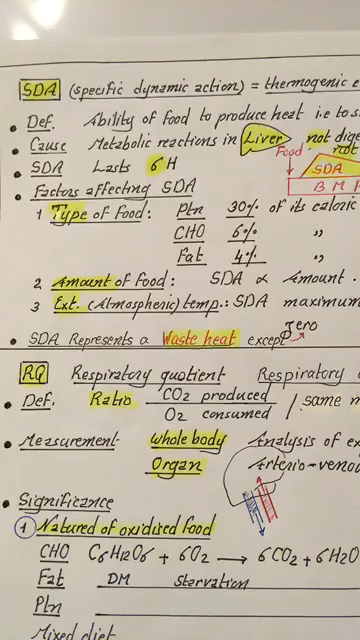 SDA (specific dynamic action) = thermogenic e
• Def. Ability of food to produce heat i.e to s
• Cause Metabolic reactions in Liver not dige
• SDA Lasts 6 H not
Food SDA
• Factors affecting SDA B M R
1 Type of food: Ptn 30% of its caloric
CHO 6% ,,
Fat 4% ,,
2 Amount of food: SDA ∝ Amount.
3 Ext. (Atmospheric) temp.: SDA maximum
zero
• SDA Represents a Waste heat except
RQ Respiratory quotient Respiratory
• Def. Ratio CO2 produced / same m
O2 consumed
• Measurement whole body Analysis of ex
Organ Arterio-venou
• Significance
1 Natured of oxidised food
CHO C6H12O6 + 6O2 → 6CO2 + 6H2O
Fat DM Starvation
Ptn
Mixed diet